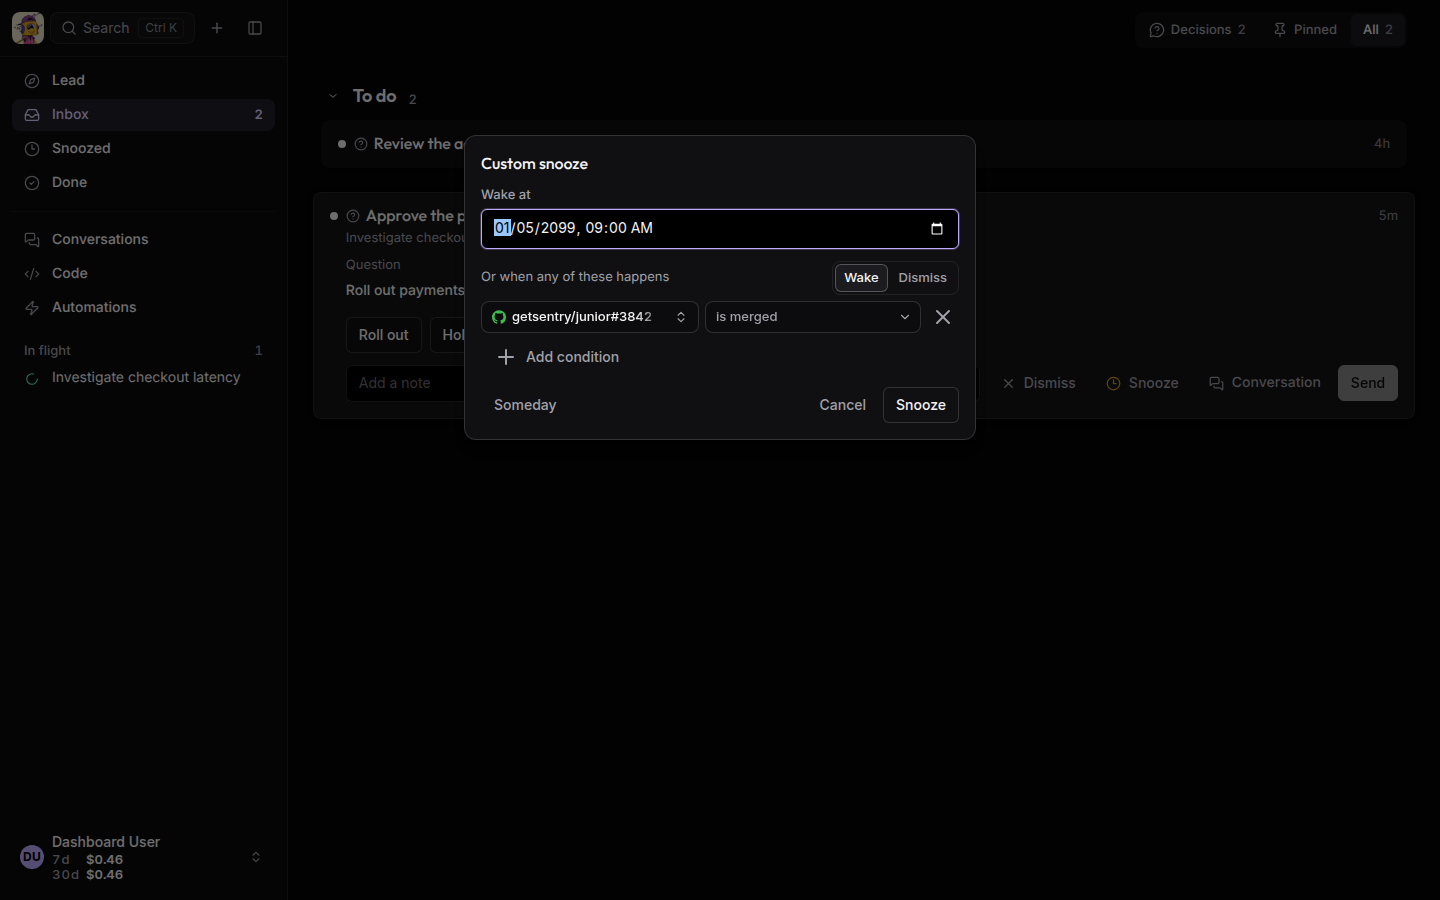 Search Ctrl K
Decisions 2
Pinned
All 2
Lead
Inbox 2
Snoozed
Done
Conversations
Code
Automations
In flight 1
Investigate checkout latency
To do 2
Review the 4h
Approve the 5m
Investigate
Question
Roll out payments
Roll out
Add a note
Dismiss
Snooze
Conversation
Send
Custom snooze
Wake at
01/05/2099, 09:00 AM
Or when any of these happens
Wake Dismiss
getsentry/junior#3842 is merged
Add condition
Someday
Cancel
Snooze
DU
Dashboard User
7d $0.46
30d $0.46